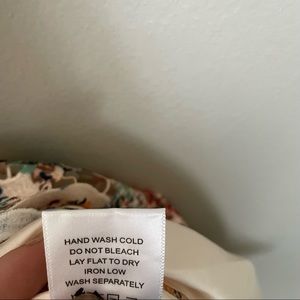 HAND WASH COLD
DO NOT BLEACH
LAY FLAT TO DRY
IRON LOW
WASH SEPARATELY